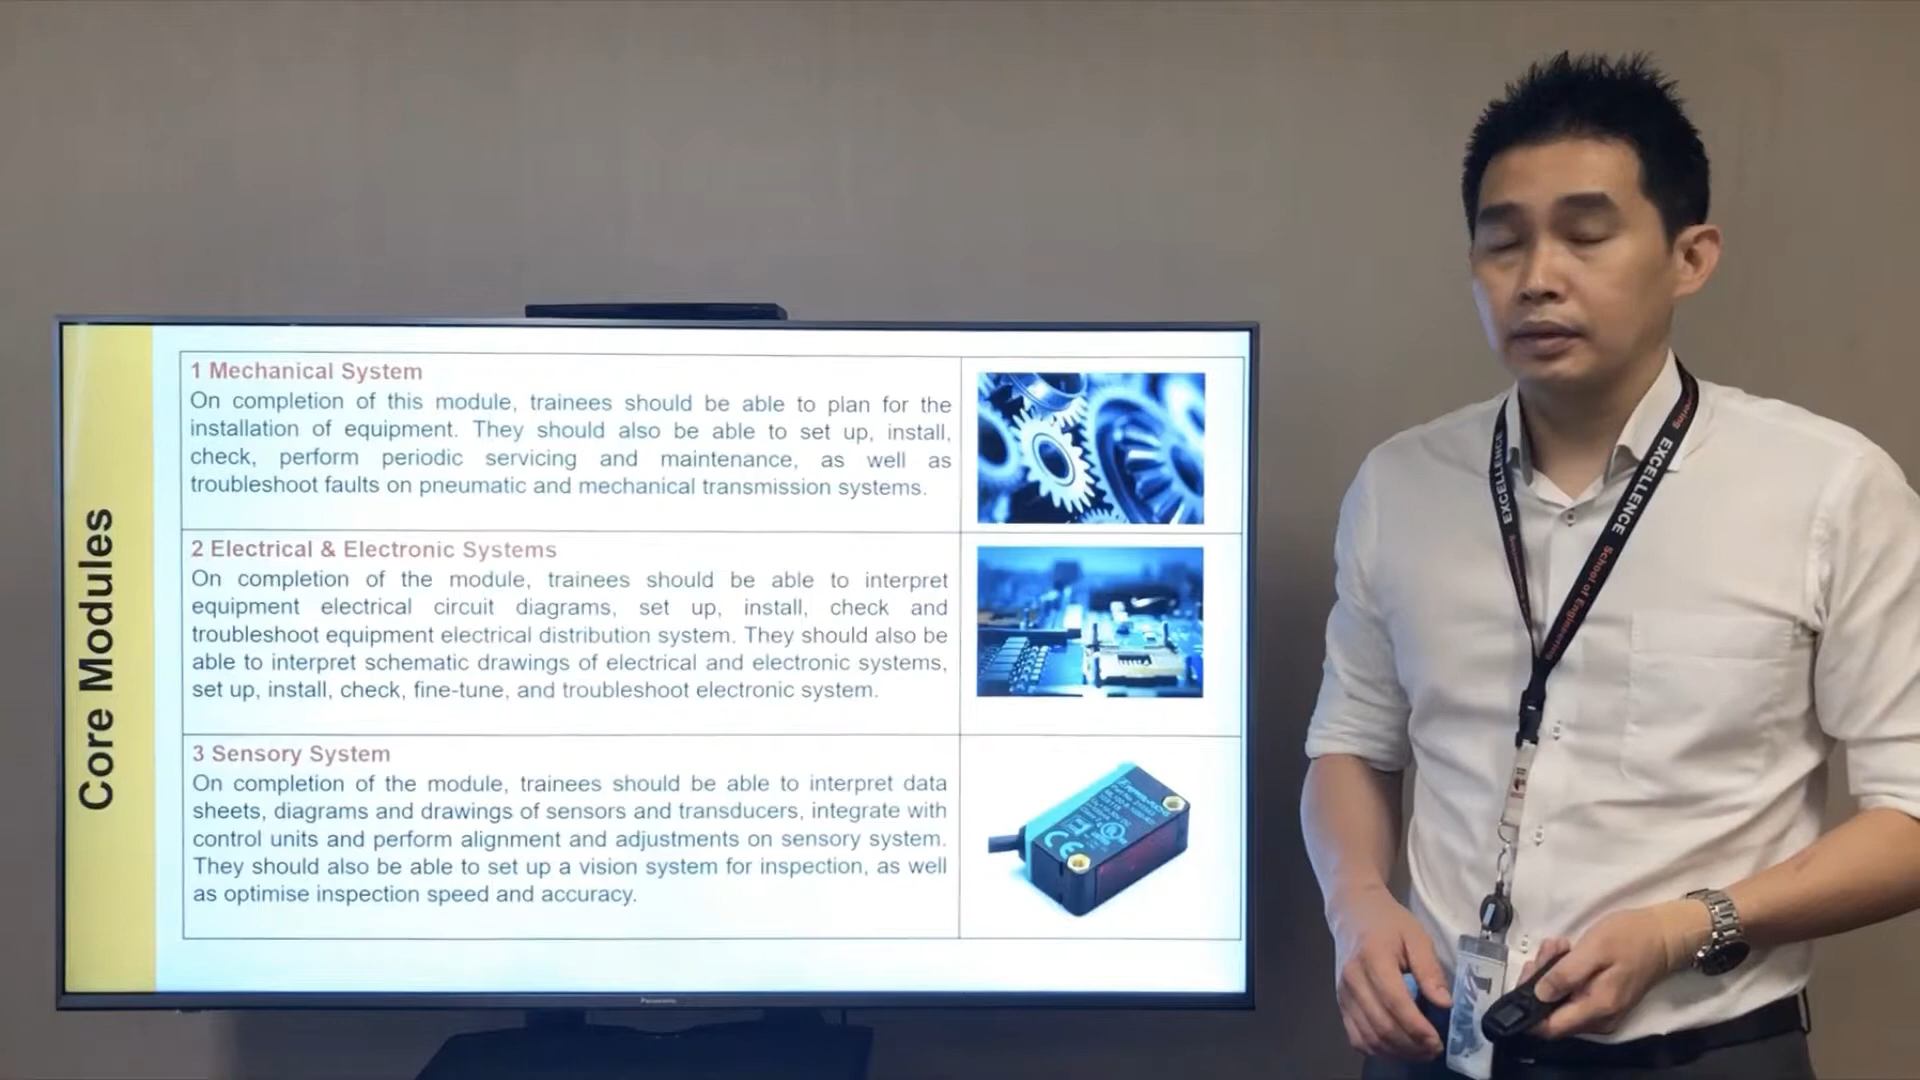 Core Modules
1 Mechanical System
On completion of this module, trainees should be able to plan for the
installation of equipment. They should also be able to set up, install,
check, perform periodic servicing and maintenance, as well as
troubleshoot faults on pneumatic and mechanical transmission systems.
2 Electrical & Electronic Systems
On completion of the module, trainees should be able to interpret
equipment electrical circuit diagrams, set up, install, check and
troubleshoot equipment electrical distribution system. They should also be
able to interpret schematic drawings of electrical and electronic systems,
set up, install, check, fine-tune, and troubleshoot electronic system.
3 Sensory System
On completion of the module, trainees should be able to interpret data
sheets, diagrams and drawings of sensors and transducers, integrate with
control units and perform alignment and adjustments on sensory system.
They should also be able to set up a vision system for inspection, as well
as optimise inspection speed and accuracy.
CE
Panasonic
EXCELLENCE
EXCELLENCE
School of Engineering